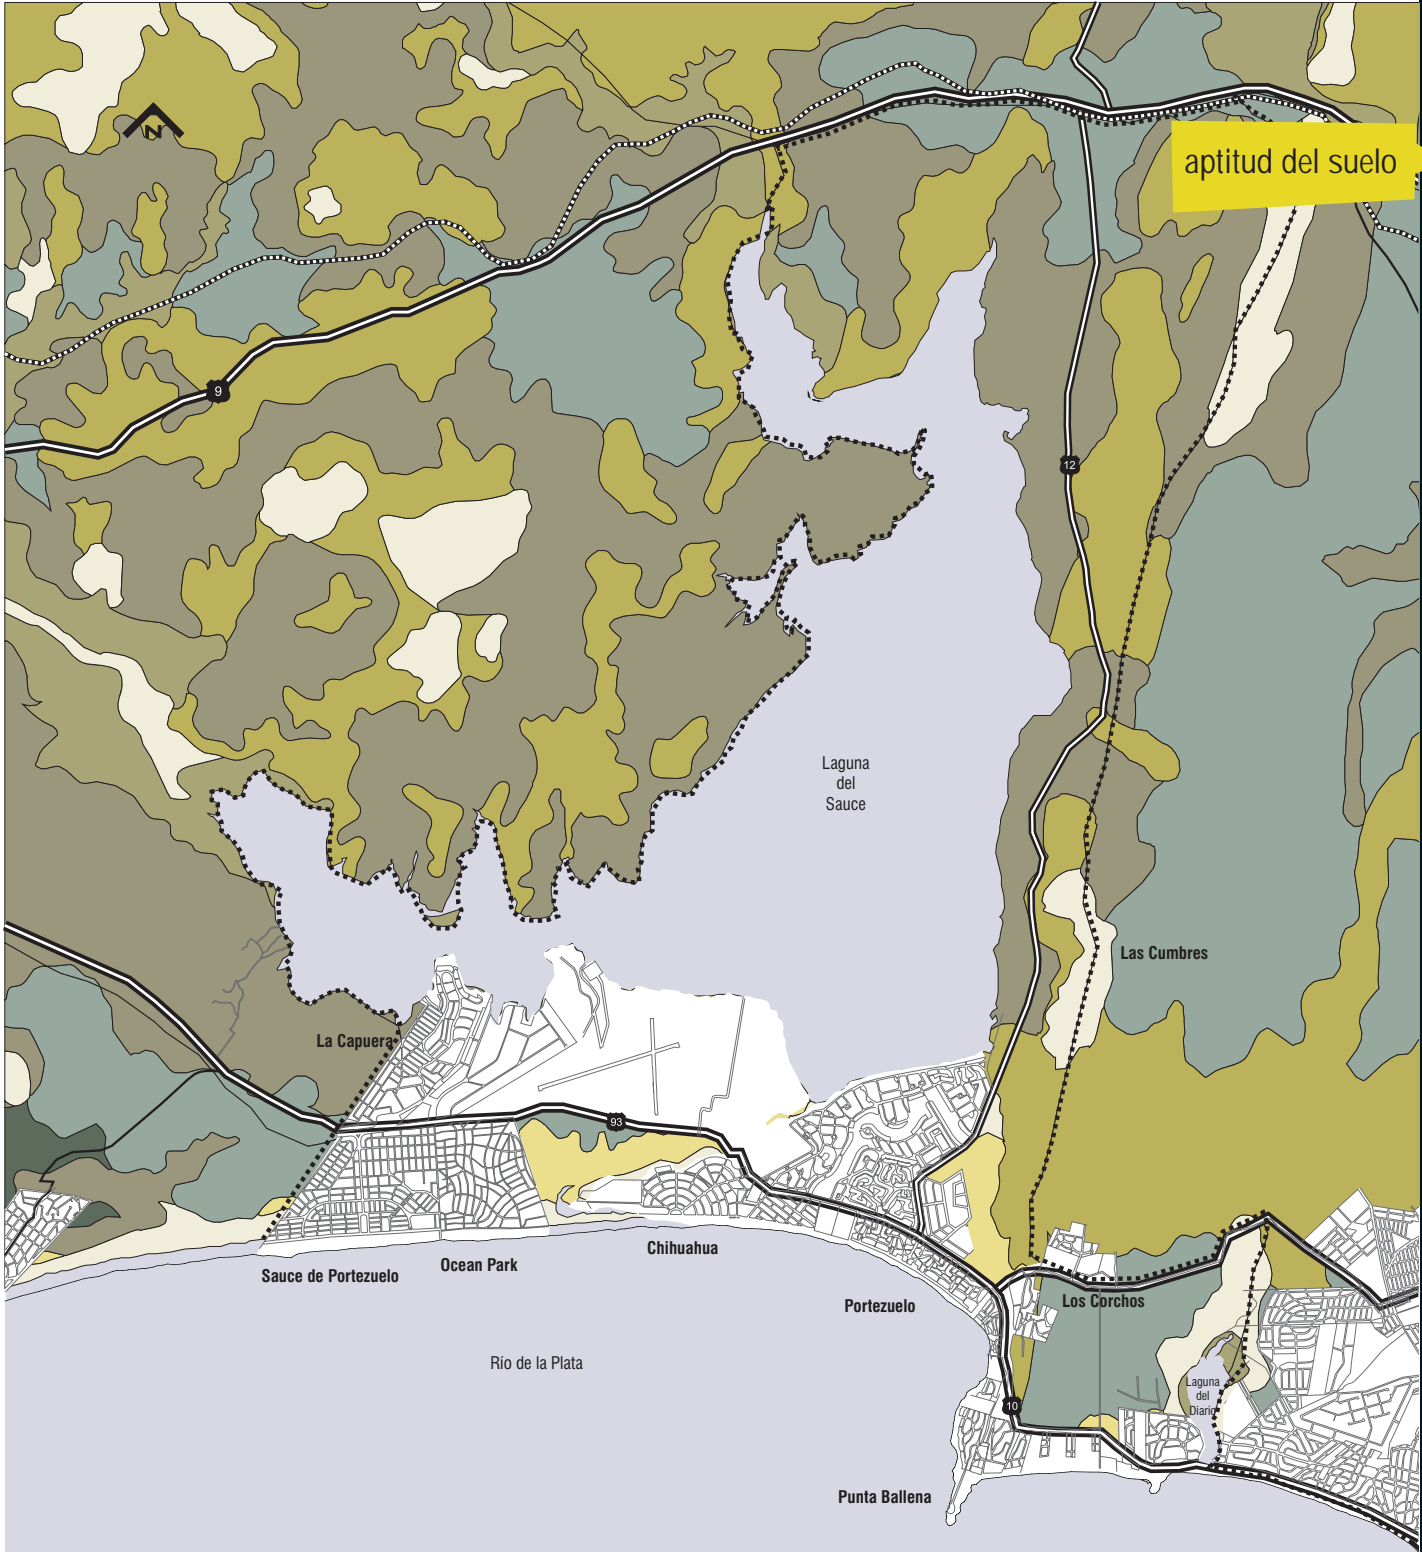 N
aptitud del suelo
9
12
Laguna
del
Sauce
Las Cumbres
La Capuera
93
Sauce de Portezuelo
Ocean Park
Chihuahua
Portezuelo
Los Corchos
Río de la Plata
Laguna
del
Diario
10
Punta Ballena